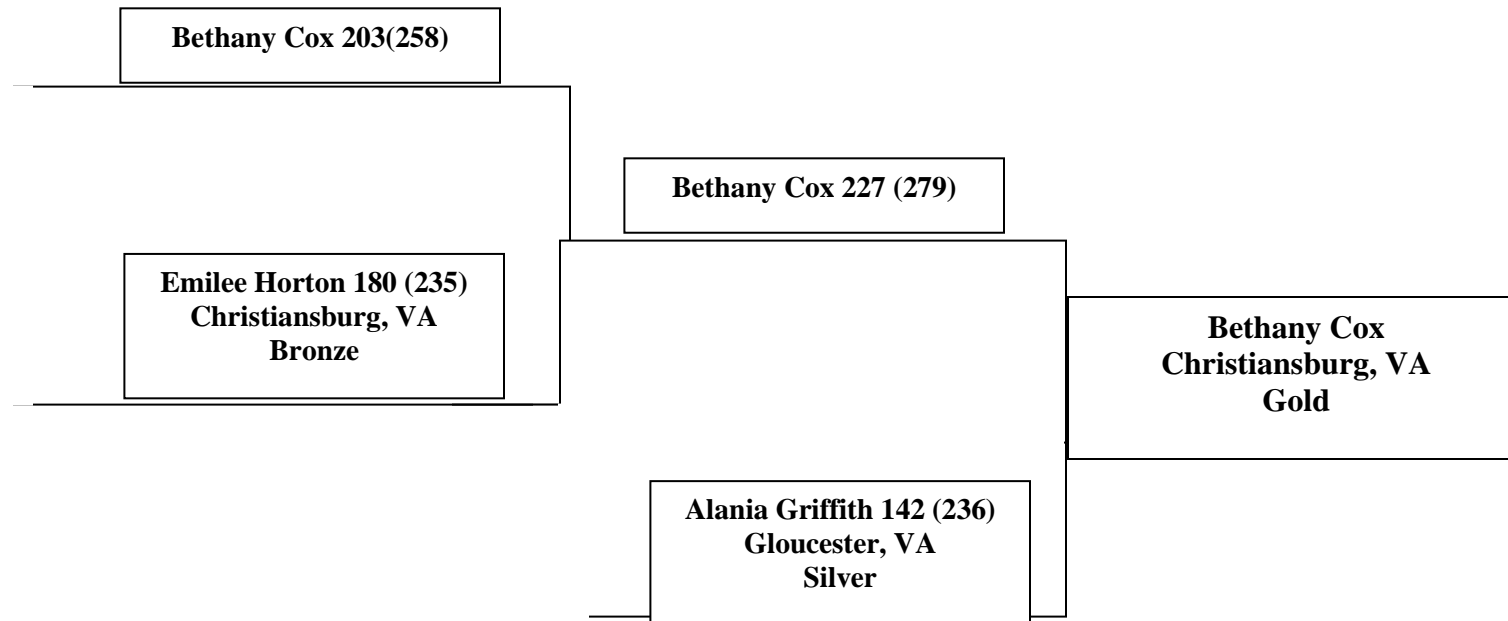 Bethany Cox 203(258)
Bethany Cox 227 (279)
Emilee Horton 180 (235)
Christiansburg, VA
Bronze
Bethany Cox
Christiansburg, VA
Gold
Alania Griffith 142 (236)
Gloucester, VA
Silver